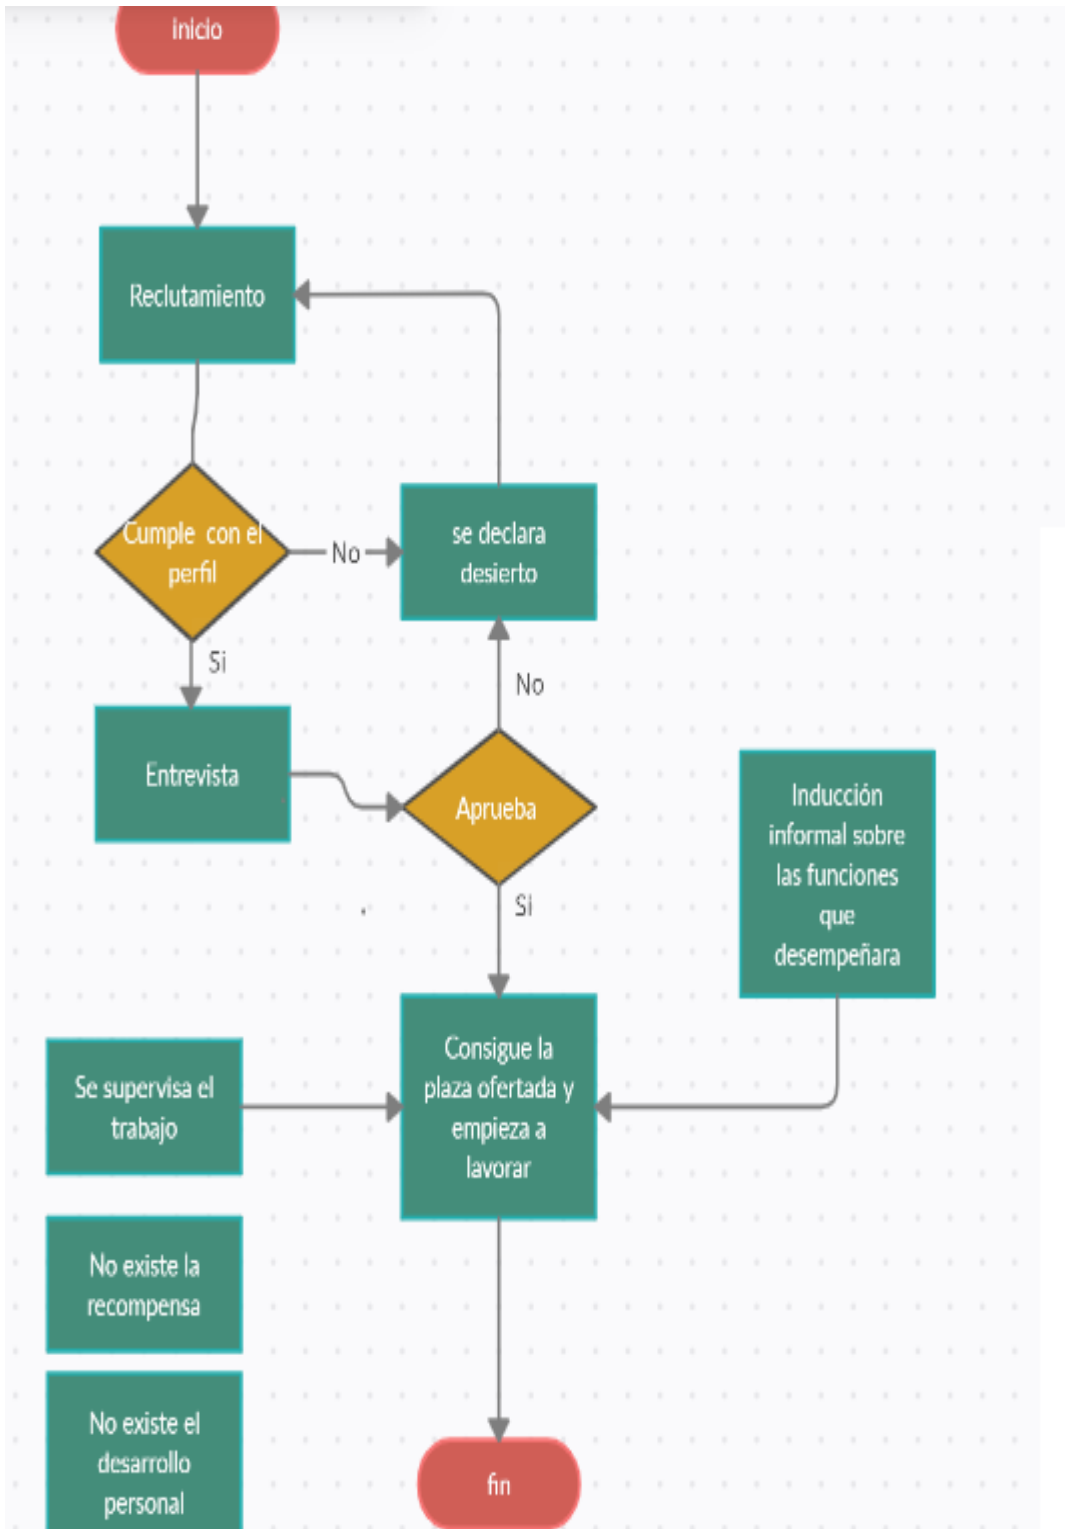 inicio
Reclutamiento
Cumple con el
perfil
No
se declara
desierto
Si
No
Entrevista
Aprueba
Si
Inducción
informal sobre
las funciones
que
desempeñara
Consigue la
plaza ofertada y
empieza a
lavorar
Se supervisa el
trabajo
No existe la
recompensa
No existe el
desarrollo
personal
fin